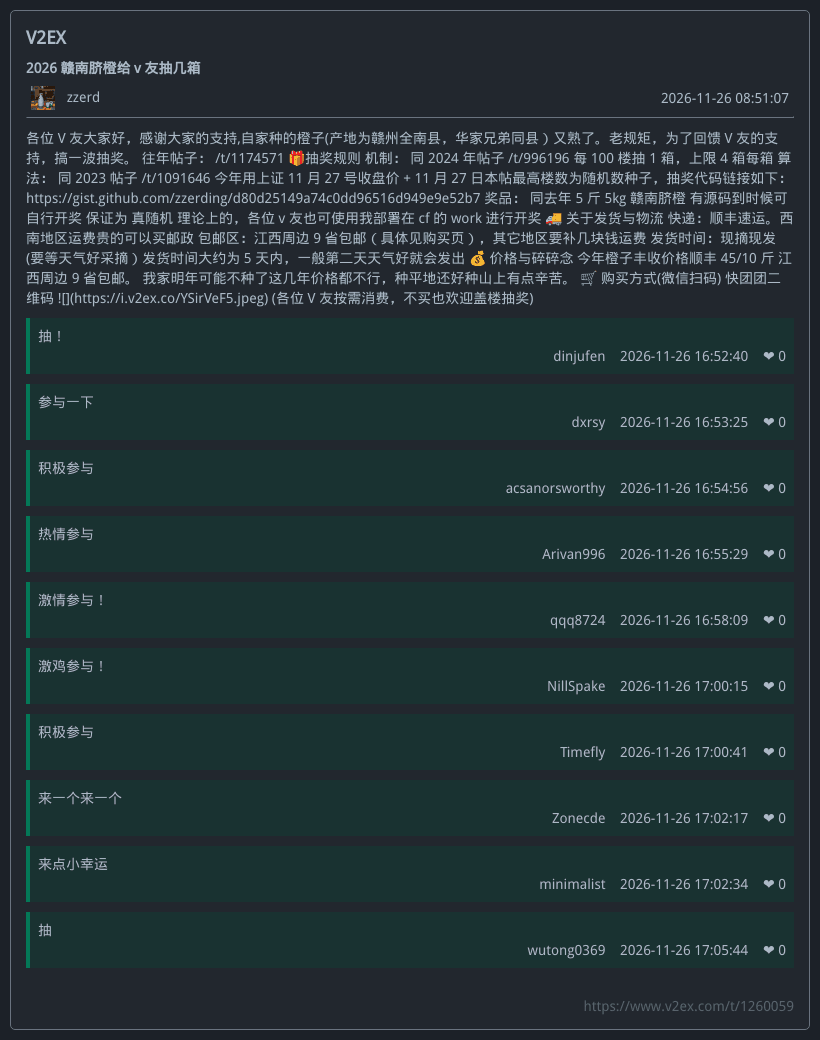 V2EX
2026 赣南脐橙给 v 友抽几箱
zzerd 2026-11-26 08:51:07
各位 V 友大家好，感谢大家的支持,自家种的橙子(产地为赣州全南县，华家兄弟同县 ) 又熟了。老规矩，为了回馈 V 友的支
持，搞一波抽奖。 往年帖子： /t/1174571 🎁抽奖规则 机制： 同 2024 年帖子 /t/996196 每 100 楼抽 1 箱，上限 4 箱每箱 算
法： 同 2023 帖子 /t/1091646 今年用上证 11 月 27 号收盘价 + 11 月 27 日本帖最高楼数为随机数种子，抽奖代码链接如下：
https://gist.github.com/zzerding/d80d25149a74c0dd96516d949e9e52b7 奖品： 同去年 5 斤 5kg 赣南脐橙 有源码到时候可
自行开奖 保证为 真随机 理论上的，各位 v 友也可使用我部署在 cf 的 work 进行开奖 🚚 关于发货与物流 快递：顺丰速运。西
南地区运费贵的可以买邮政 包邮区：江西周边 9 省包邮 ( 具体见购买页 ) ，其它地区要补几块钱运费 发货时间：现摘现发
(要等天气好采摘 ) 发货时间大约为 5 天内，一般第二天天气好就会发出 💰 价格与碎碎念 今年橙子丰收价格顺丰 45/10 斤 江
西周边 9 省包邮。 我家明年可能不种了这几年价格都不行，种平地还好种山上有点辛苦。 🛒 购买方式(微信扫码) 快团团二
维码 ![](https://i.v2ex.co/YSirVeF5.jpeg) (各位 V 友按需消费，不买也欢迎盖楼抽奖)
抽！
dinjufen 2026-11-26 16:52:40 ❤ 0
参与一下
dxrsy 2026-11-26 16:53:25 ❤ 0
积极参与
acsanorsworthy 2026-11-26 16:54:56 ❤ 0
热情参与
Arivan996 2026-11-26 16:55:29 ❤ 0
激情参与！
qqq8724 2026-11-26 16:58:09 ❤ 0
激鸡参与！
NillSpake 2026-11-26 17:00:15 ❤ 0
积极参与
Timefly 2026-11-26 17:00:41 ❤ 0
来一个来一个
Zonecde 2026-11-26 17:02:17 ❤ 0
来点小幸运
minimalist 2026-11-26 17:02:34 ❤ 0
抽
wutong0369 2026-11-26 17:05:44 ❤ 0
https://www.v2ex.com/t/1260059